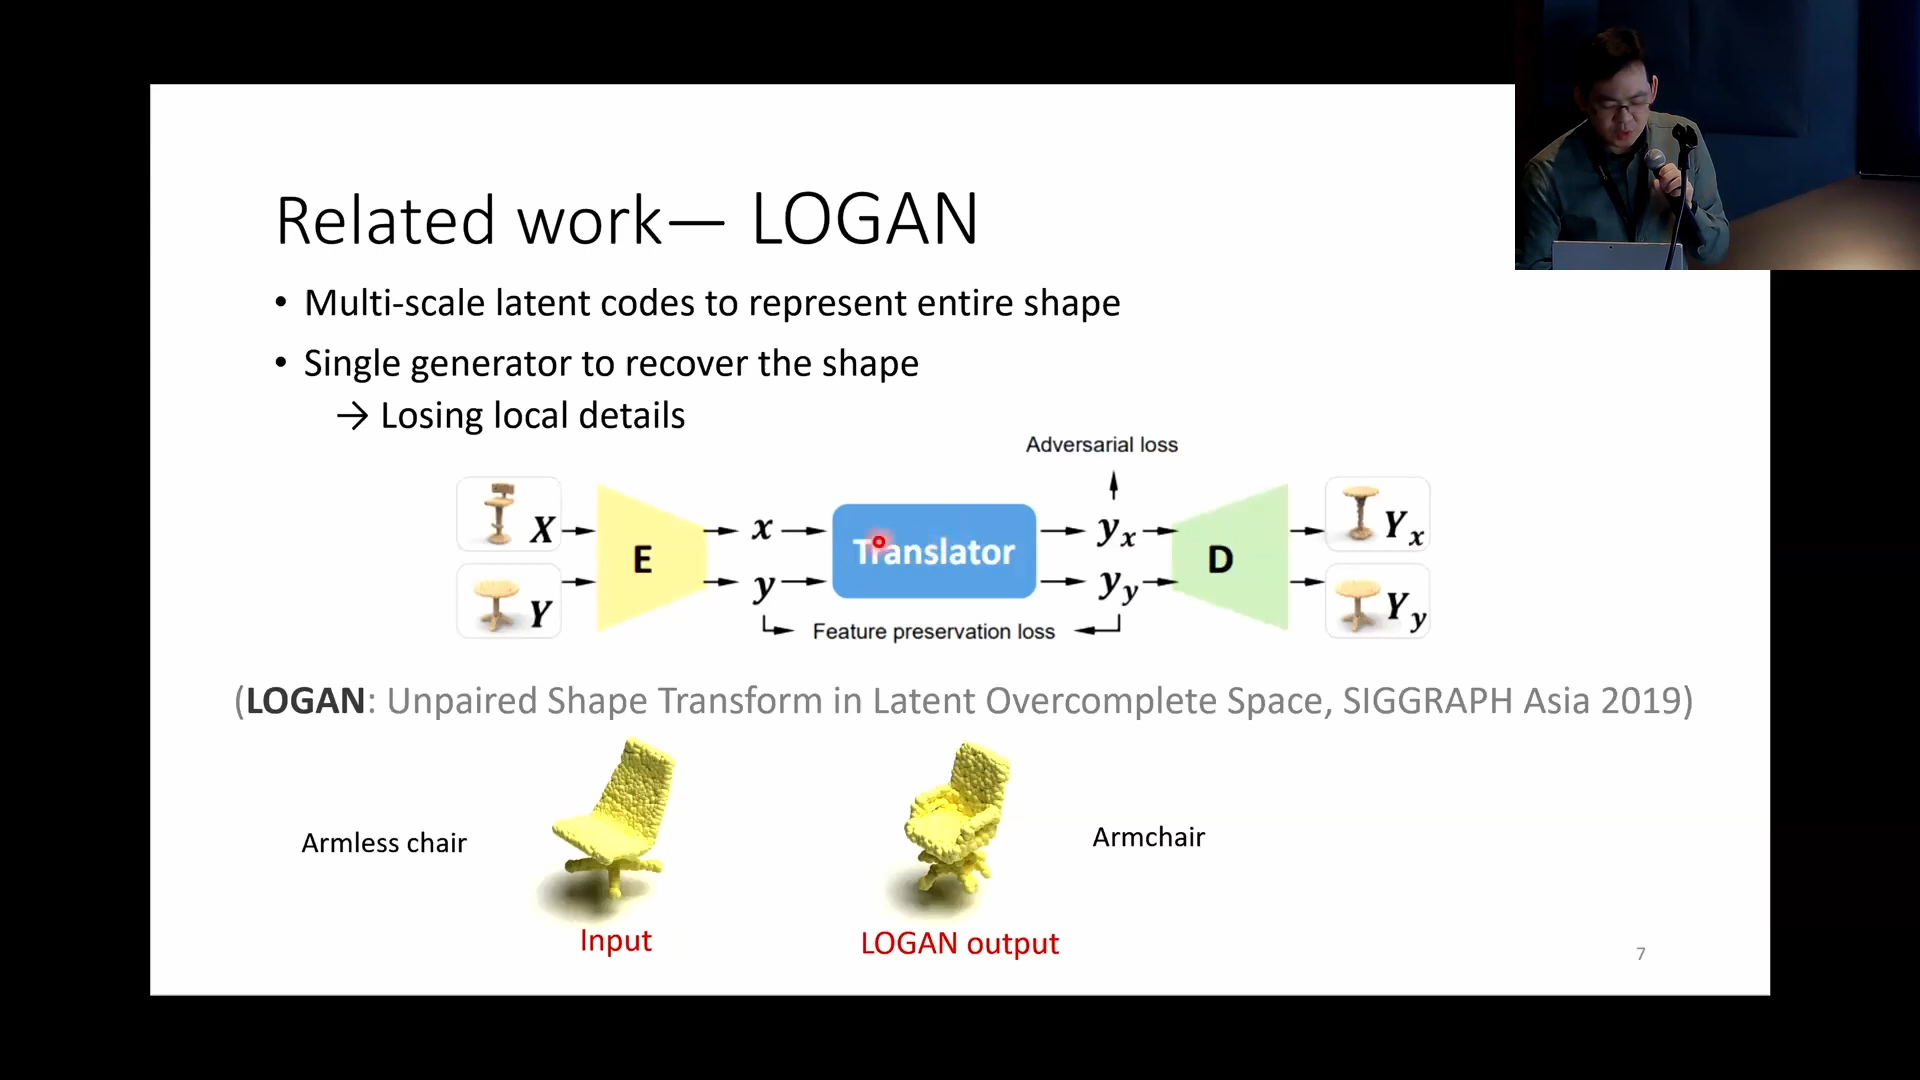 Related work— LOGAN
• Multi-scale latent codes to represent entire shape
• Single generator to recover the shape
→ Losing local details
Adversarial loss
X
x
Translator
y_x
Y_x
E
D
Y
y
y_y
Y_y
Feature preservation loss
(LOGAN: Unpaired Shape Transform in Latent Overcomplete Space, SIGGRAPH Asia 2019)
Armless chair
Armchair
Input
LOGAN output
7